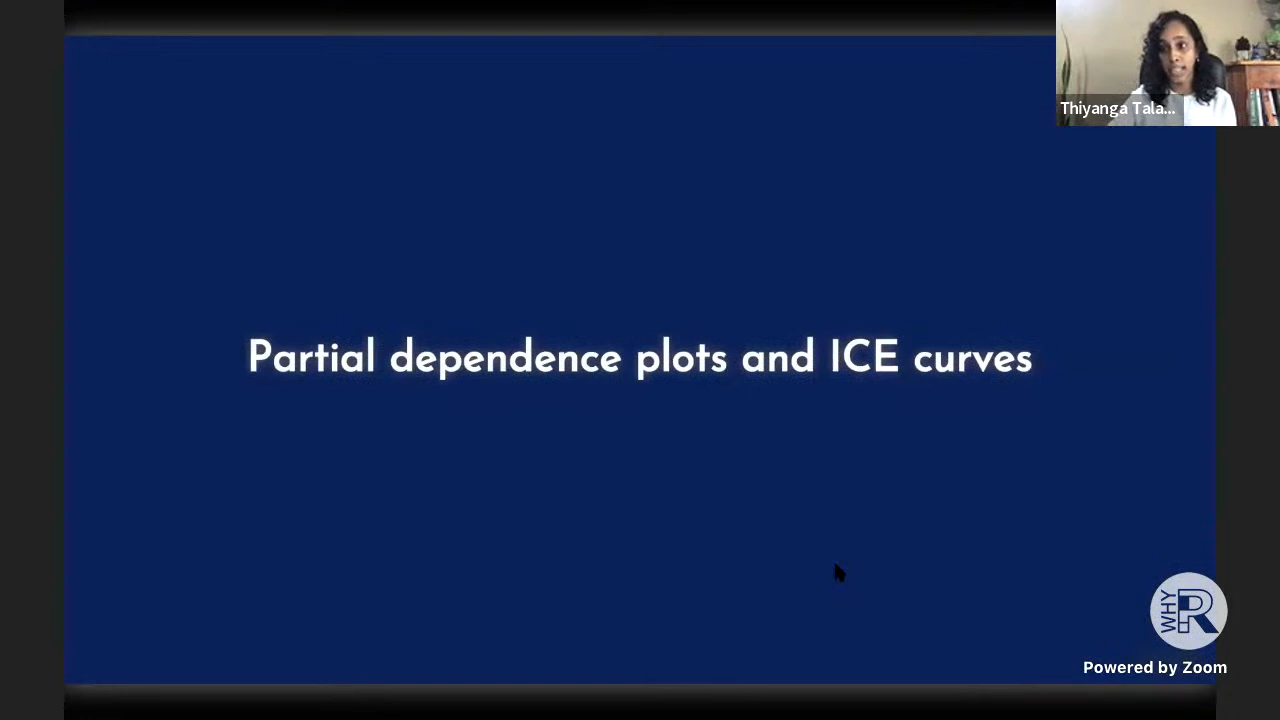 Thiyanga Tala...
Partial dependence plots and ICE curves
WHY R
Powered by Zoom